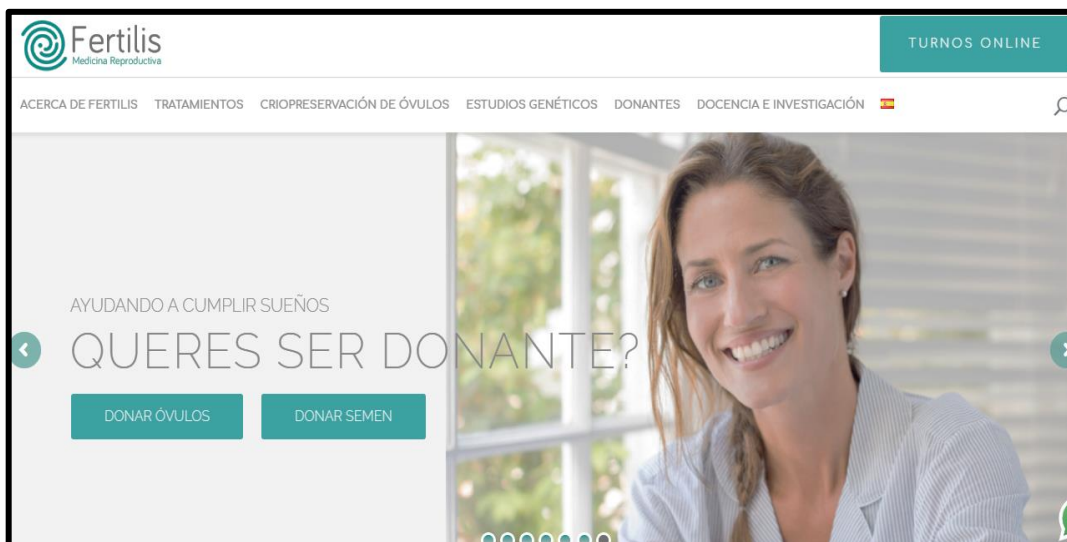 Fertilis
Medicina Reproductiva
TURNOS ONLINE
ACERCA DE FERTILIS TRATAMIENTOS CRIOPRESERVACIÓN DE ÓVULOS ESTUDIOS GENÉTICOS DONANTES DOCENCIA E INVESTIGACIÓN
AYUDANDO A CUMPLIR SUEÑOS
QUERES SER DONANTE?
DONAR ÓVULOS DONAR SEMEN